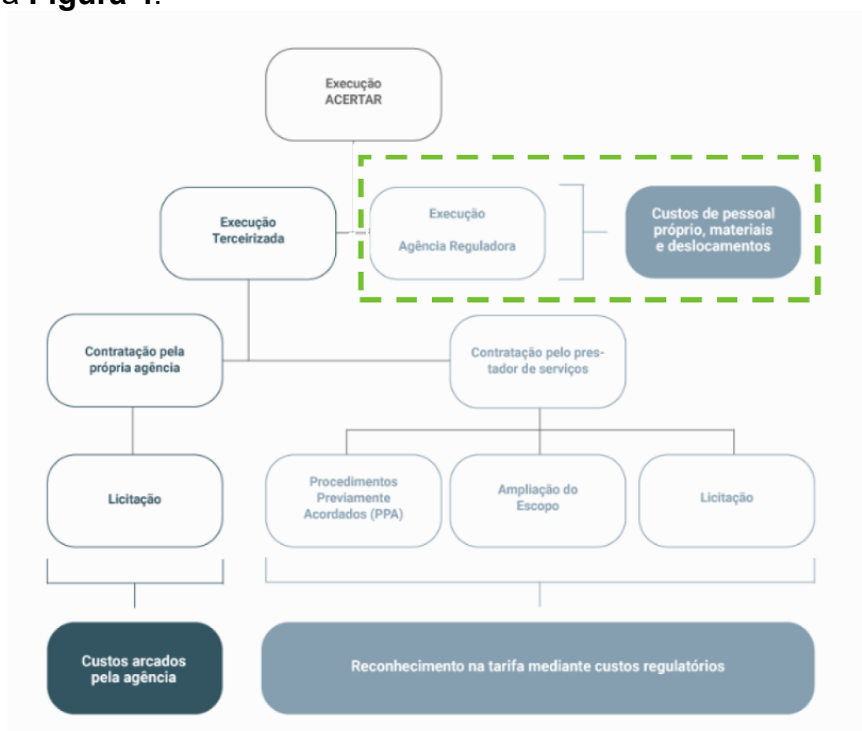 a Figura 4.
Execução
ACERTAR
Execução
Terceirizada
Execução
Agência Reguladora
Custos de pessoal
próprio, materiais
e deslocamentos
Contratação pela
própria agência
Contratação pelo pres-
tador de serviços
Licitação
Procedimentos
Previamente
Acordados (PPA)
Ampliação do
Escopo
Licitação
Custos arcados
pela agência
Reconhecimento na tarifa mediante custos regulatórios